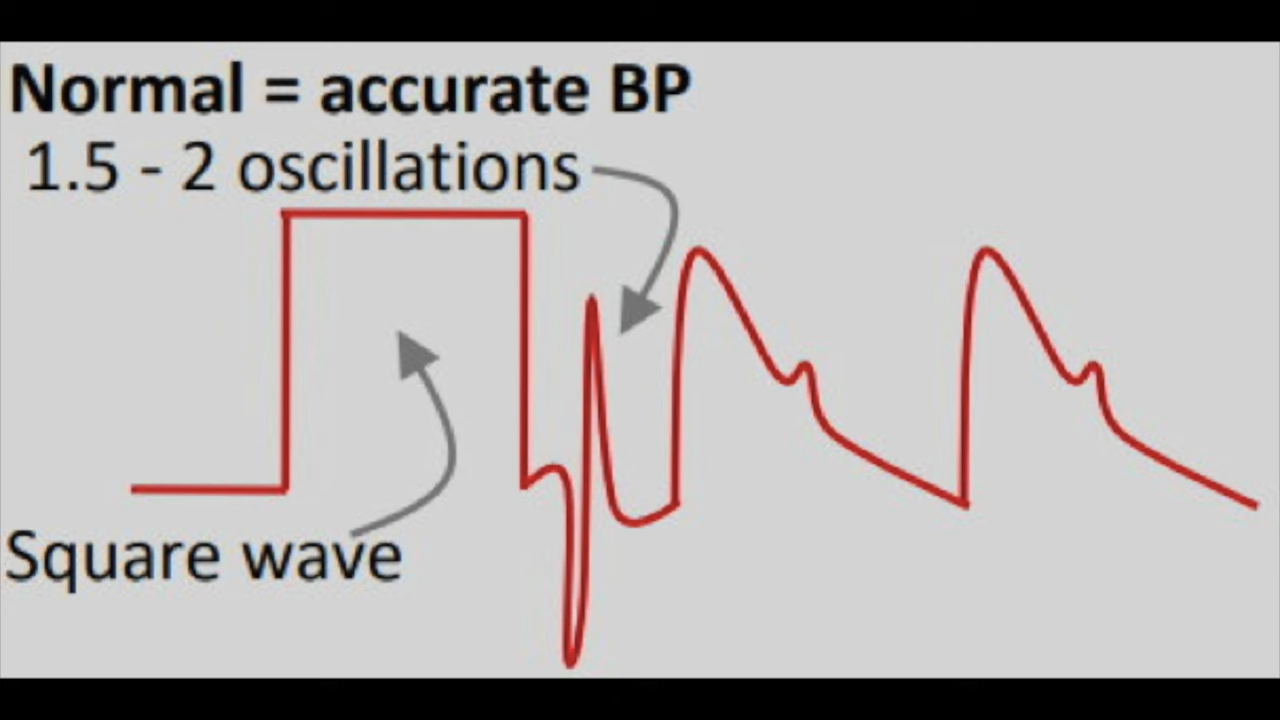 Normal = accurate BP
1.5 - 2 oscillations
Square wave